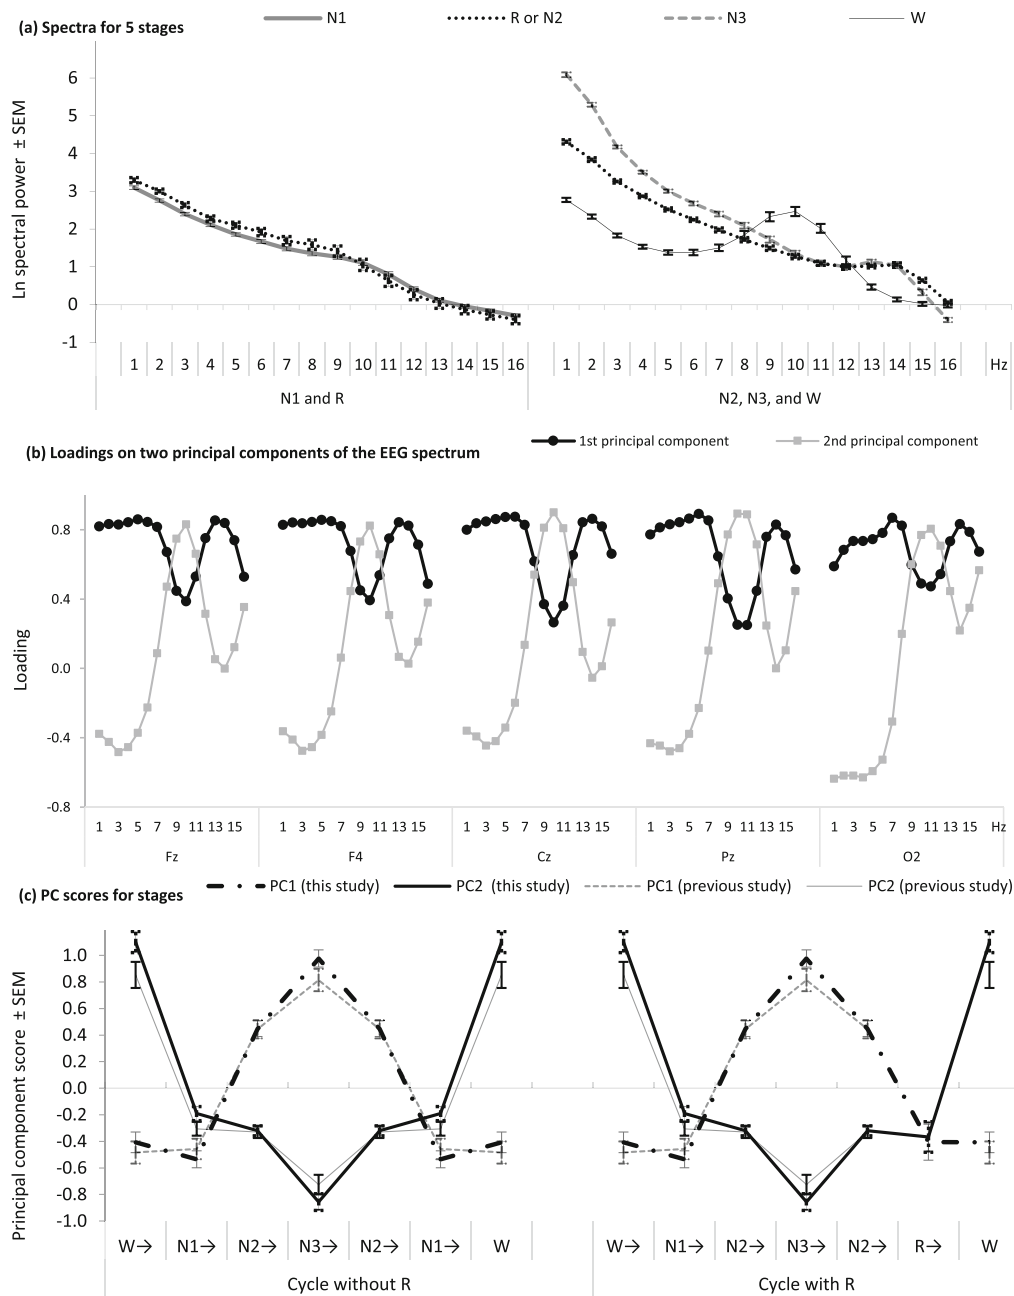 (a) Spectra for 5 stages
N1 R or N2 N3 W
Ln spectral power ± SEM
6
5
4
3
2
1
0
-1
1 2 3 4 5 6 7 8 9 10 11 12 13 14 15 16 1 2 3 4 5 6 7 8 9 10 11 12 13 14 15 16 Hz
N1 and R N2, N3, and W
(b) Loadings on two principal components of the EEG spectrum
1st principal component 2nd principal component
Loading
0.8
0.4
0.0
-0.4
-0.8
1 3 5 7 9 11 13 15 1 3 5 7 9 11 13 15 1 3 5 7 9 11 13 15 1 3 5 7 9 11 13 15 1 3 5 7 9 11 13 15 Hz
Fz F4 Cz Pz O2
(c) PC scores for stages
PC1 (this study) PC2 (this study) PC1 (previous study) PC2 (previous study)
Principal component score ± SEM
1.0
0.8
0.6
0.4
0.2
0.0
-0.2
-0.4
-0.6
-0.8
-1.0
W→ N1→ N2→ N3→ N2→ N1→ W W→ N1→ N2→ N3→ N2→ R→ W
Cycle without R Cycle with R